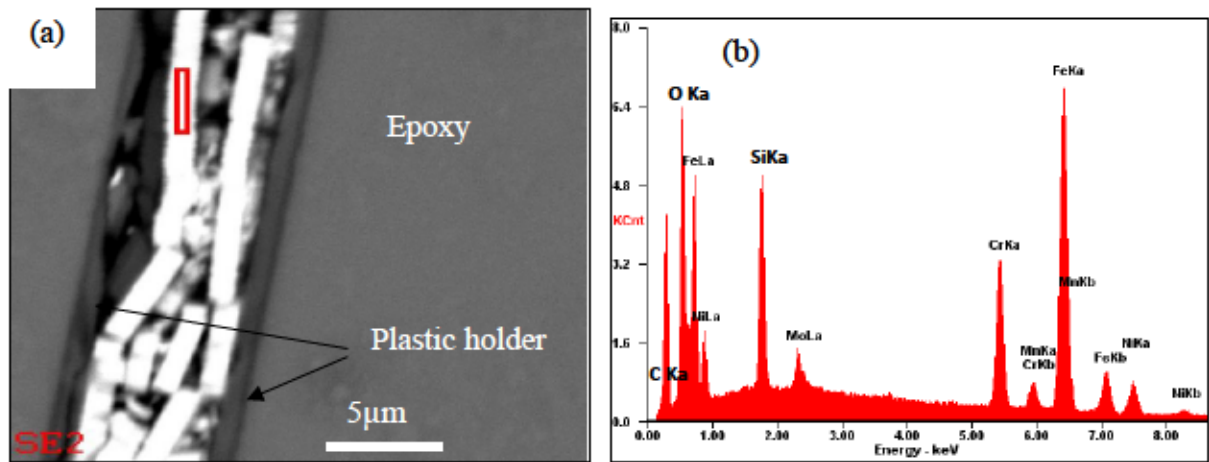 (a)
Epoxy
Plastic holder
5μm
SE2
(b)
8.0
6.4
4.8
KCnt
3.2
1.6
0.0
C Ka
O Ka
FeLa
NiLa
SiKa
MoLa
CrKa
MnKa
CrKb
FeKa
MnKb
FeKb
NiKa
NiKb
0.00 1.00 2.00 3.00 4.00 5.00 6.00 7.00 8.00
Energy - keV